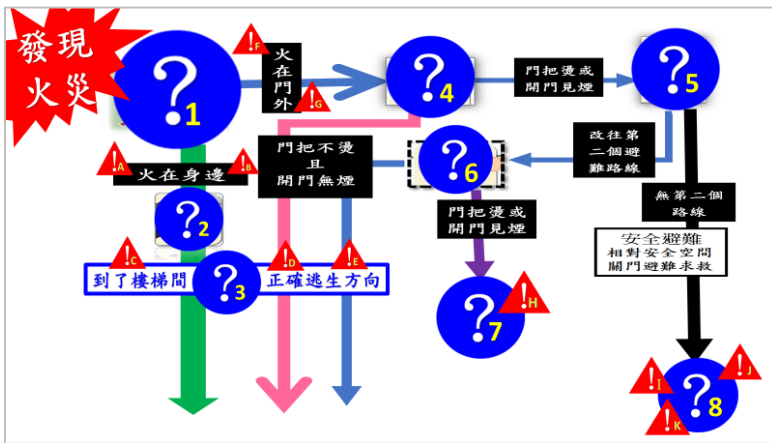 發現
火災
?
1
!
F
火
在
門
外
!
G
?
4
門把燙或
開門見煙
?
5
!
A
火在身邊
!
B
門把不燙
且
開門無煙
?
6
改往第
二個避
難路線
?
2
門把燙或
開門見煙
無第二個
路線
安全避難
相對安全空間
關門避難求救
!
C
到了樓梯間
?
3
!
D
!
E
正確逃生方向
?
7
!
H
?
8
!
I
!
J
!
K